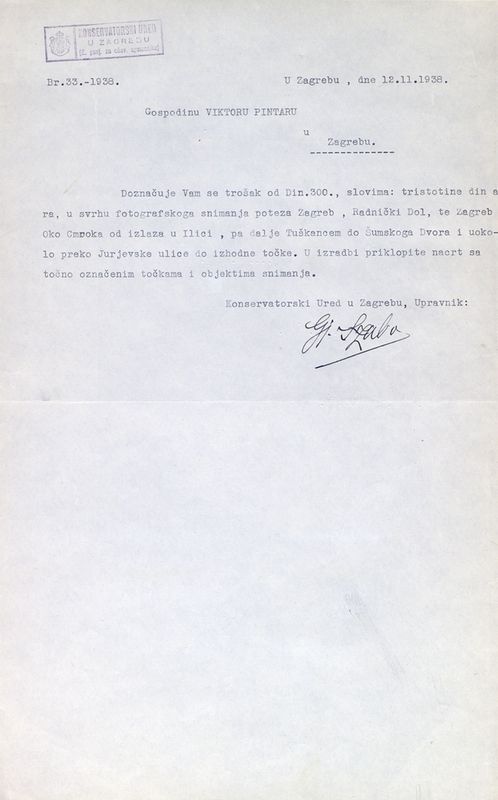 KONSERVATORSKI URED
U ZAGREBU
Br.33.-1938.
U Zagrebu , dne 12.11.1938.
Gospodinu VIKTORU PINTARU
u
Zagrebu.
Doznačuje Vam se trošak od Din.300., slovima: tristotine din a
ra, u svrhu fotografskoga snimanja poteza Zagreb , Radnički Dol, te Zagreb
Oko Cmroka od izlaza u Ilici , pa dalje Tuškancem do Šumskoga Dvora i uoko-
lo preko Jurjevske ulice do izhodne točke. U izradbi priklopite nacrt sa
točno označenim točkama i objektima snimanja.
Konservatorski Ured u Zagrebu, Upravnik:
Gj. Szabo